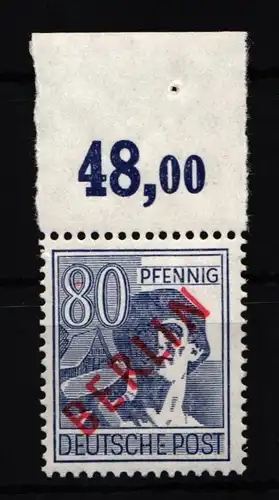 48,00
80 PFENNIG
BERLIN
DEUTSCHE POST